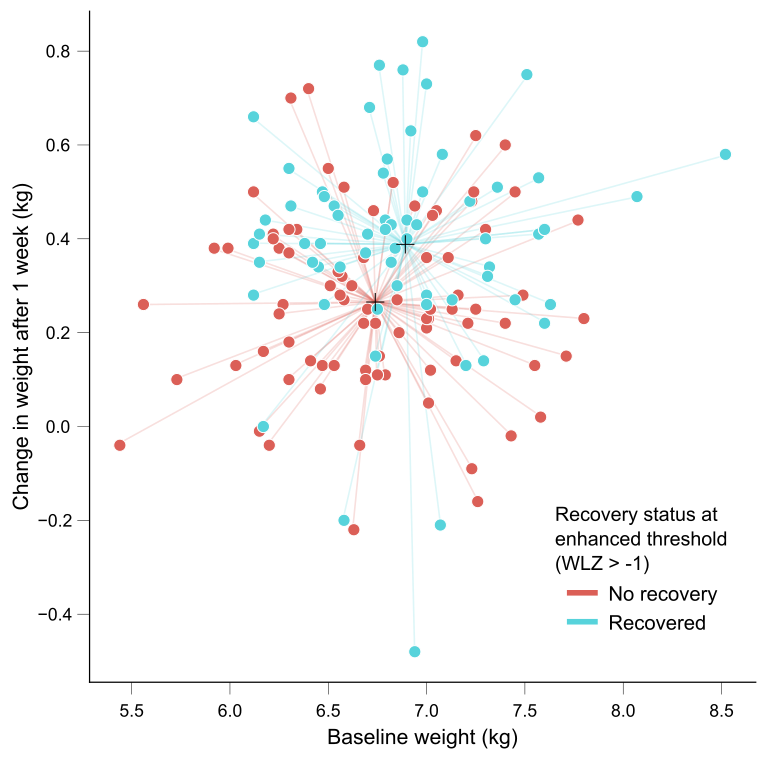 Change in weight after 1 week (kg)
0.8
0.6
0.4
0.2
0.0
−0.2
−0.4
5.5 6.0 6.5 7.0 7.5 8.0 8.5
Baseline weight (kg)
Recovery status at
enhanced threshold
(WLZ > -1)
No recovery
Recovered